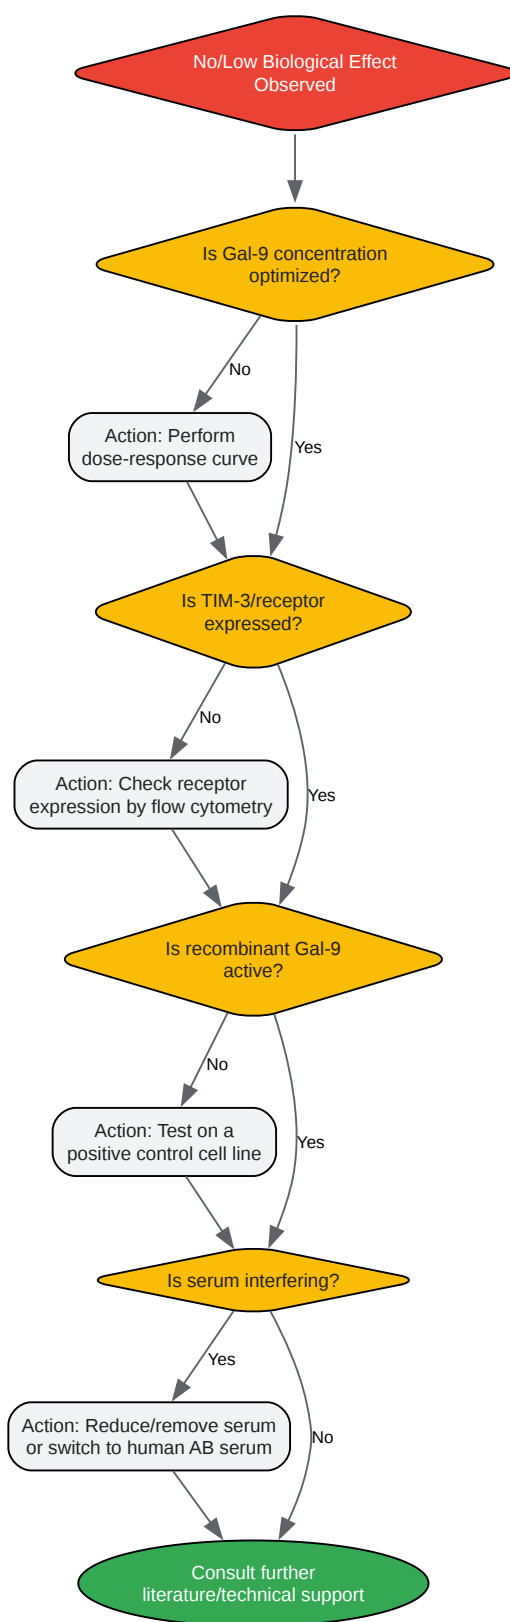 No/Low Biological Effect
Observed
Is Gal-9 concentration
optimized?
No
Action: Perform
dose-response curve
Yes
Is TIM-3/receptor
expressed?
No
Action: Check receptor
expression by flow cytometry
Yes
Is recombinant Gal-9
active?
No
Action: Test on a
positive control cell line
Yes
Is serum interfering?
Yes
Action: Reduce/remove serum
or switch to human AB serum
No
Consult further
literature/technical support